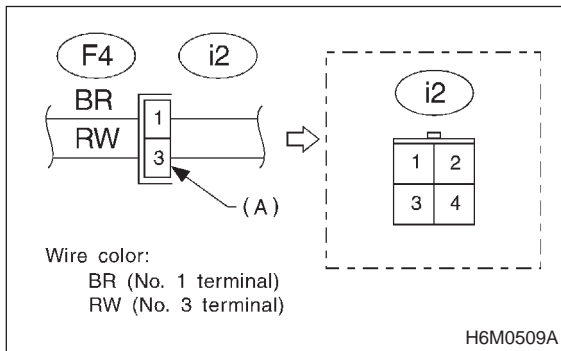 F4 i2
BR
RW
1
3
(A)
i2
1 2
3 4
Wire color:
BR (No. 1 terminal)
RW (No. 3 terminal)
H6M0509A